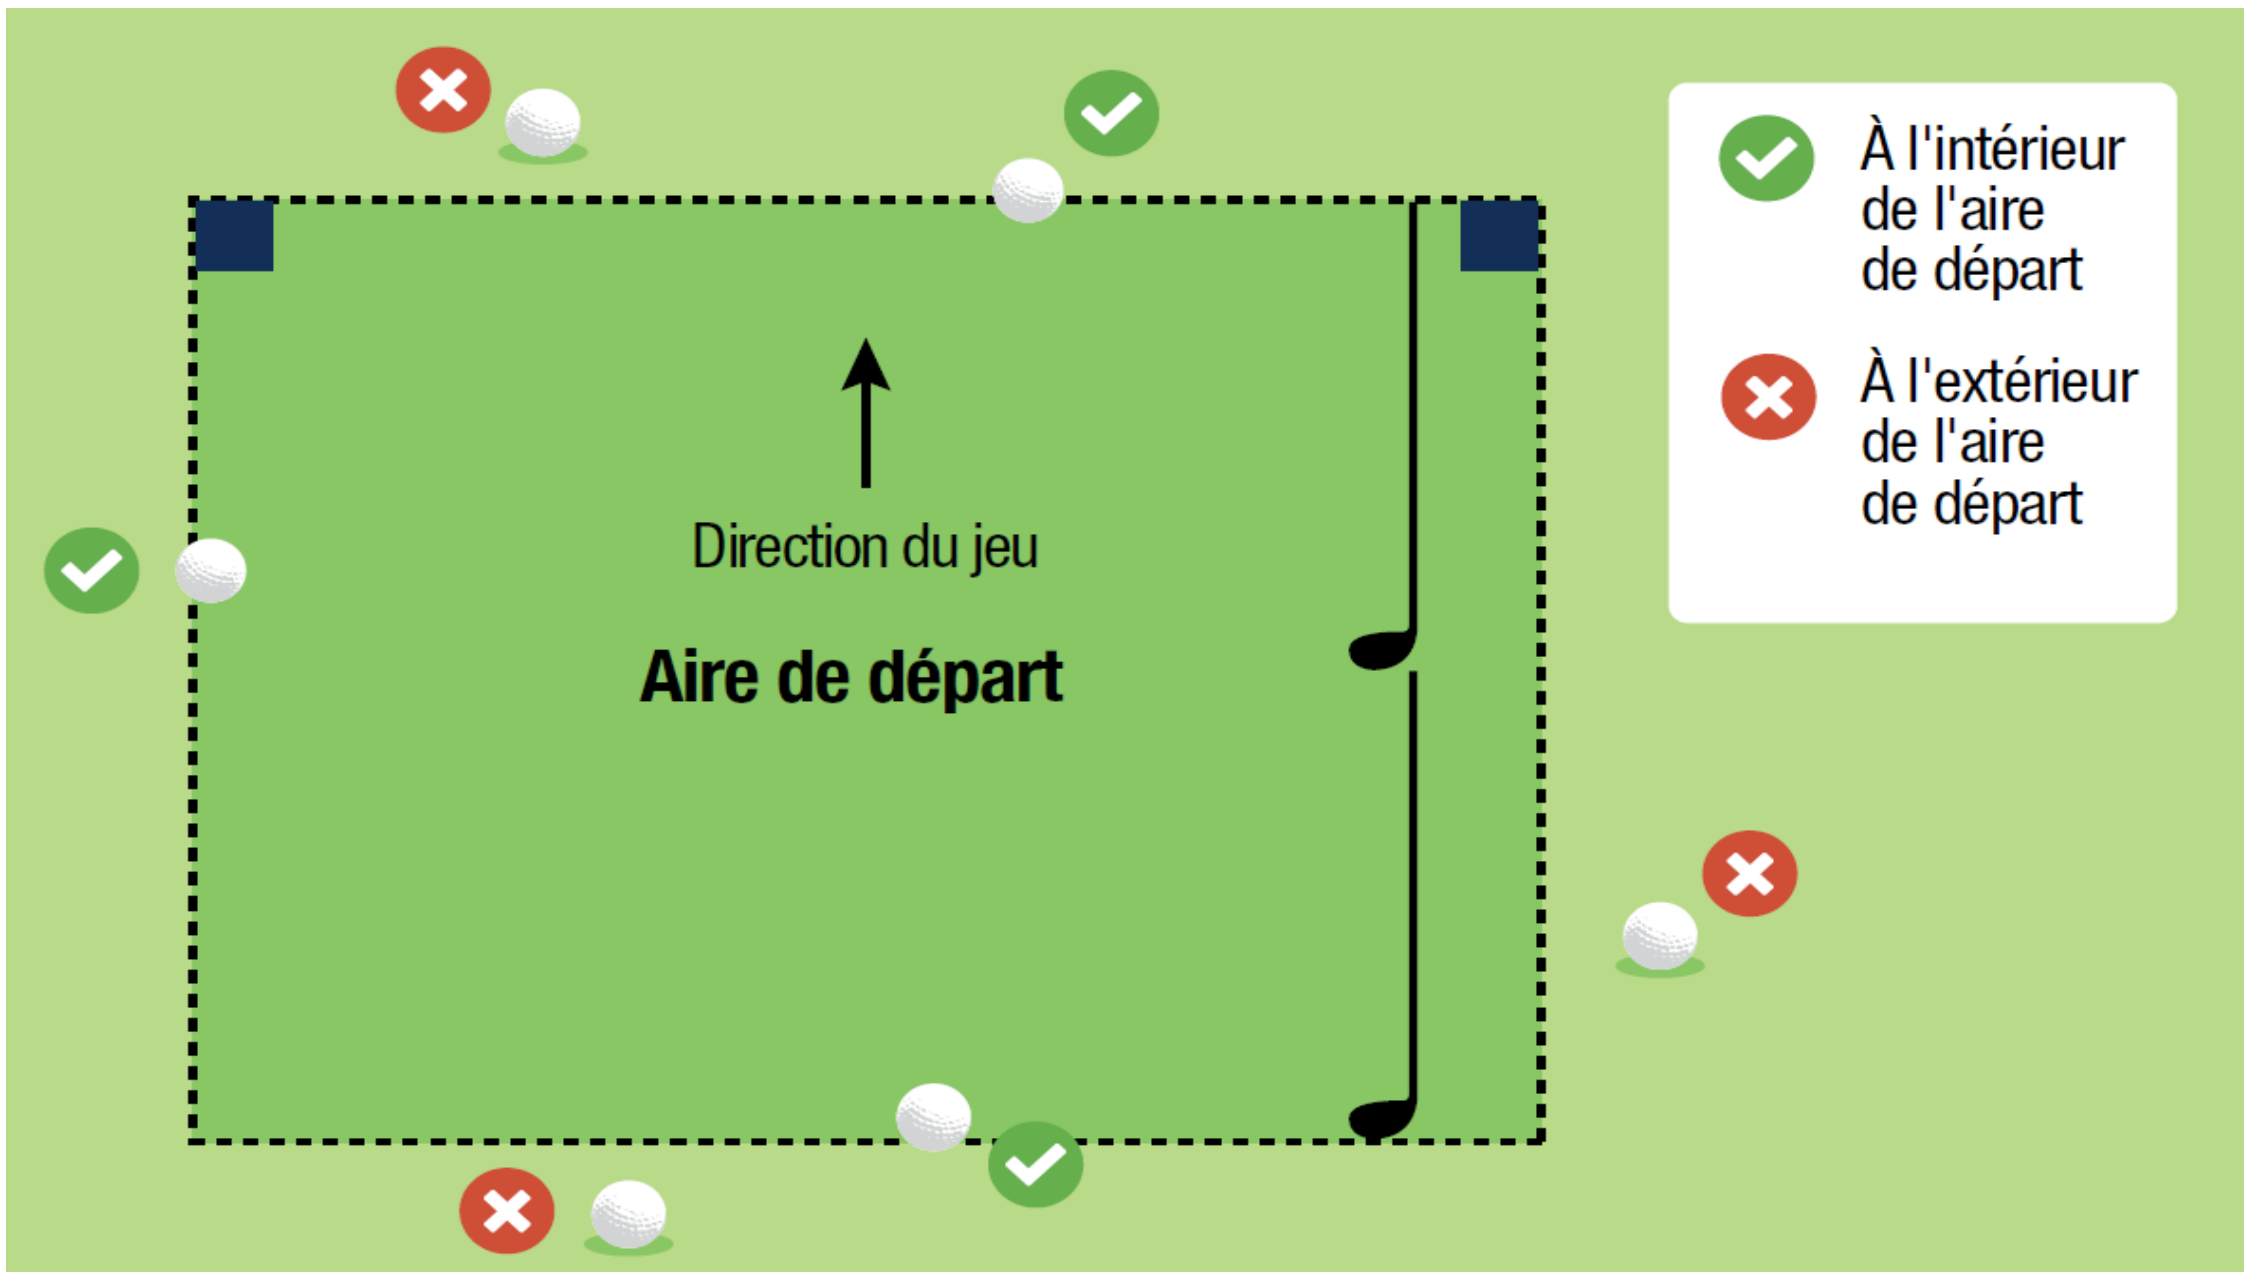 À l'intérieur
de l'aire
de départ
À l'extérieur
de l'aire
de départ
Direction du jeu
Aire de départ